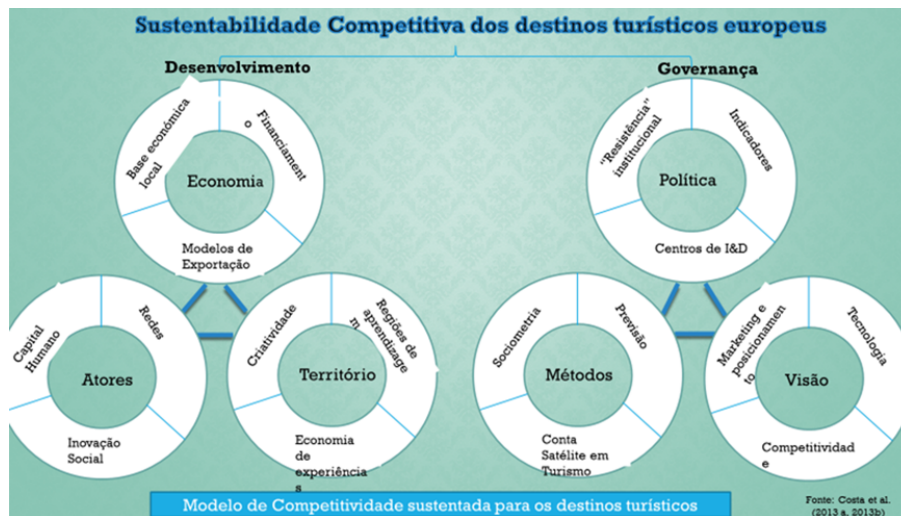 Sustentabilidade Competitiva dos destinos turísticos europeus
Desenvolvimento
Base económica
local
Financiament
o
Economia
Modelos de
Exportação
Capital
Humano
Redes
Atores
Inovação
Social
Criatividade
Regiões de
aprendizage
m
Território
Economia
de
experiência
s
Governança
"Resistência"
institucional
Indicadores
Política
Centros de I&D
Sociometria
Previsão
Métodos
Conta
Satélite em
Turismo
Marketing e
posicionamen
to
Tecnologia
Visão
Competitividad
e
Modelo de Competitividade sustentada para os destinos turísticos
Fonte: Costa et al.
(2013 a, 2013b)